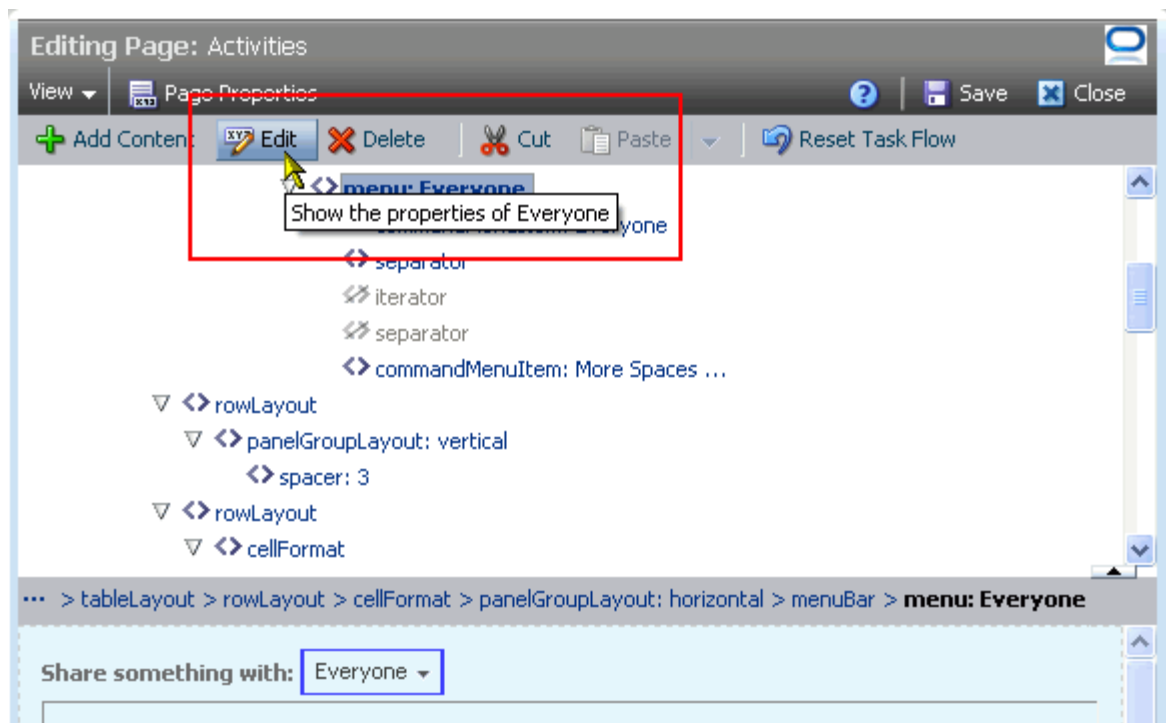 Editing Page: Activities
View Page Properties Save Close
Add Content Edit Delete Cut Paste Reset Task Flow
menu: Everyone
Show the properties of Everyone
yone
separator
iterator
separator
commandMenuItem: More Spaces ...
rowLayout
panelGroupLayout: vertical
spacer: 3
rowLayout
cellFormat
... > tableLayout > rowLayout > cellFormat > panelGroupLayout: horizontal > menuBar > menu: Everyone
Share something with: Everyone